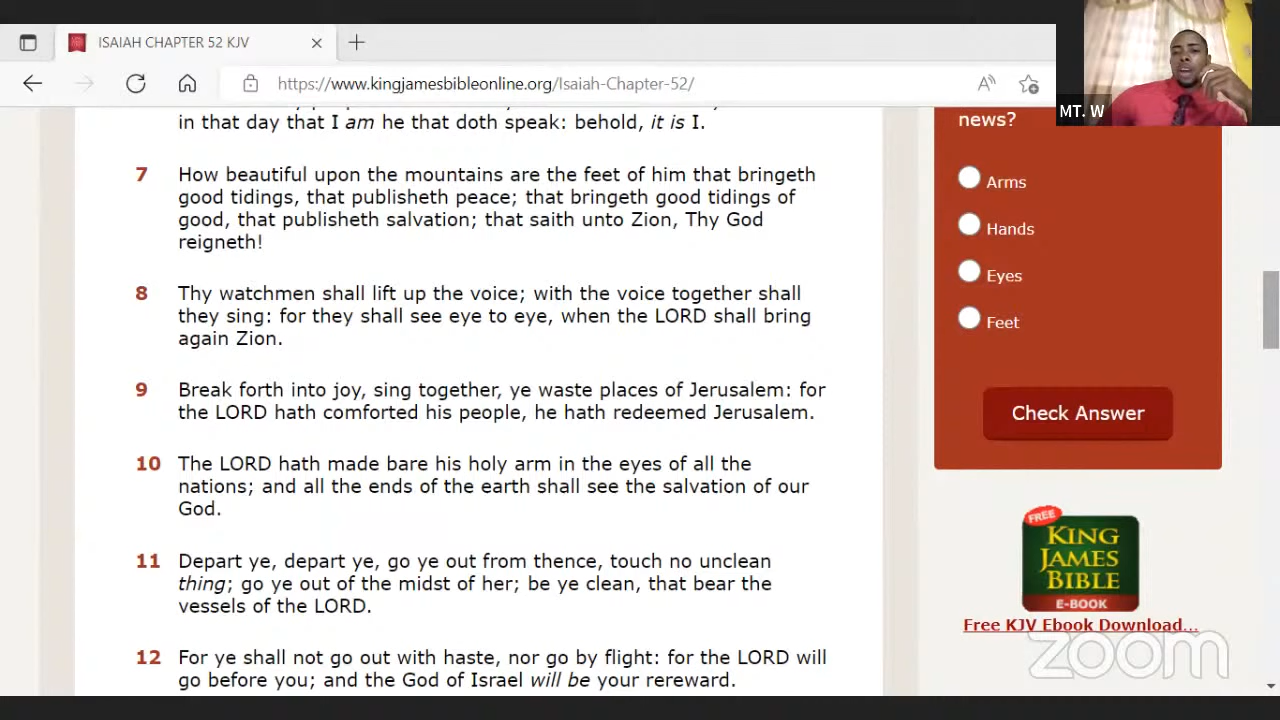 ISAIAH CHAPTER 52 KJV
https://www.kingjamesbibleonline.org/Isaiah-Chapter-52/
MT. W
in that day that I am he that doth speak: behold, it is I.
7 How beautiful upon the mountains are the feet of him that bringeth
good tidings, that publisheth peace; that bringeth good tidings of
good, that publisheth salvation; that saith unto Zion, Thy God
reigneth!
8 Thy watchmen shall lift up the voice; with the voice together shall
they sing: for they shall see eye to eye, when the LORD shall bring
again Zion.
9 Break forth into joy, sing together, ye waste places of Jerusalem: for
the LORD hath comforted his people, he hath redeemed Jerusalem.
10 The LORD hath made bare his holy arm in the eyes of all the
nations; and all the ends of the earth shall see the salvation of our
God.
11 Depart ye, depart ye, go ye out from thence, touch no unclean
thing; go ye out of the midst of her; be ye clean, that bear the
vessels of the LORD.
12 For ye shall not go out with haste, nor go by flight: for the LORD will
go before you; and the God of Israel will be your rereward.
news?
Arms
Hands
Eyes
Feet
Check Answer
FREE
KING
JAMES
BIBLE
E-BOOK
Free KJV Ebook Download...
zoom